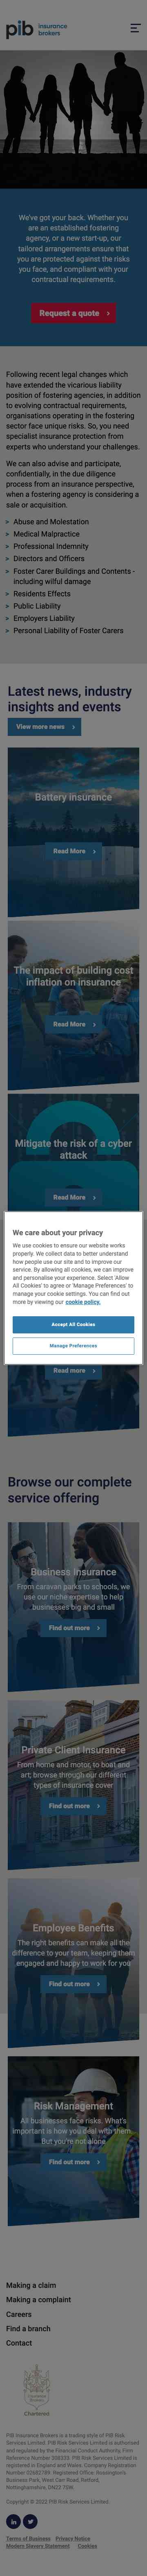 pib insurance
brokers
We've got your back. Whether you
are an established fostering
agency, or a new start-up, our
tailored arrangements ensure that
you are protected against the risks
you face, and compliant with your
contractual requirements.
Request a quote
Following recent legal changes which
have extended the vicarious liability
position of fostering agencies, in addition
to evolving contractual requirements,
organisations operating in the fostering
sector face unique risks. So, you need
specialist insurance protection from
experts who understand your challenges.
We can also advise and participate,
confidentially, in the due diligence
process from an insurance perspective,
when a fostering agency is considering a
sale or acquisition.
Abuse and Molestation
Medical Malpractice
Professional Indemnity
Directors and Officers
Foster Carer Buildings and Contents -
including wilful damage
Residents Effects
Public Liability
Employers Liability
Personal Liability of Foster Carers
Latest news, industry
insights and events
View more news
Battery insurance
Read More
The impact of building cost
inflation on insurance
Read More
Mitigate the risk of a cyber
attack
Read More
We care about your privacy
We use cookies to ensure our website works
properly. We collect data to better understand
how people use our site and to improve our
service. By allowing all cookies, we can improve
and personalise your experience. Select 'Allow
All Cookies' to agree or 'Manage Preferences' to
manage your cookie settings. You can find out
more by viewing our cookie policy.
Accept All Cookies
Manage Preferences
Read More
Browse our complete
service offering
Business Insurance
From caravan parks to schools, we
use our niche expertise to help
businesses big and small
Find out more
Private Client Insurance
From home and motor, to boat and
art; browse through our different
types of insurance cover
Find out more
Employee Benefits
The right benefits can make all the
difference to your team, keeping them
engaged and happy to work for you
Find out more
Risk Management
All businesses face risks. What's
important is how you deal with them.
But you're not alone
Find out more
Making a claim
Making a complaint
Careers
Find a branch
Contact
Chartered
PIB Insurance Brokers is a trading style of PIB Risk
Services Limited. PIB Risk Services Limited is authorised
and regulated by the Financial Conduct Authority, Firm
Reference Number 308333. PIB Risk Services Limited is
registered in England and Wales. Company Registration
Number 02682789. Registered Office: Rossington's
Business Park, West Carr Road, Retford,
Nottinghamshire, DN22 7SW.
Copyright © 2022 PIB Risk Services Limited.
Terms of Business Privacy Notice
Modern Slavery Statement Cookies